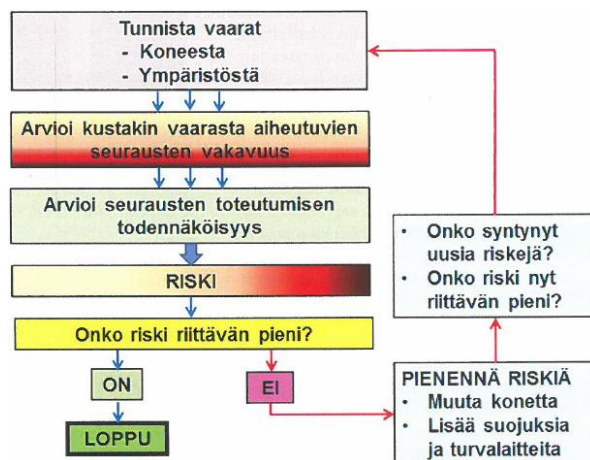 Tunnista vaarat
- Koneesta
- Ympäristöstä
Arvioi kustakin vaarasta aiheutuvien
seurausten vakavuus
Arvioi seurausten toteutumisen
todennäköisyys
RISKI
Onko riski riittävän pieni?
ON
EI
LOPPU
PIENENNÄ RISKIÄ
• Muuta konetta
• Lisää suojuksia
ja turvalaitteita
• Onko syntynyt
uusia riskejä?
• Onko riski nyt
riittävän pieni?